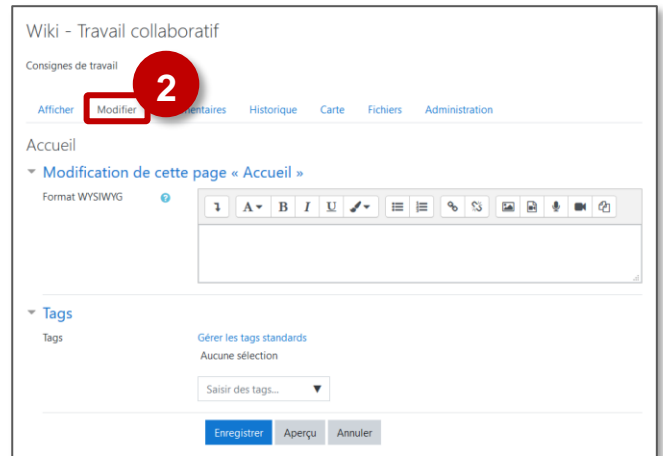 Wiki - Travail collaboratif
Consignes de travail
2
Afficher Modifier entaires Historique Carte Fichiers Administration
Accueil
Modification de cette page « Accueil »
Format WYSIWYG
A B I U
Tags
Tags Gérer les tags standards
Aucune sélection
Saisir des tags...
Enregistrer Aperçu Annuler